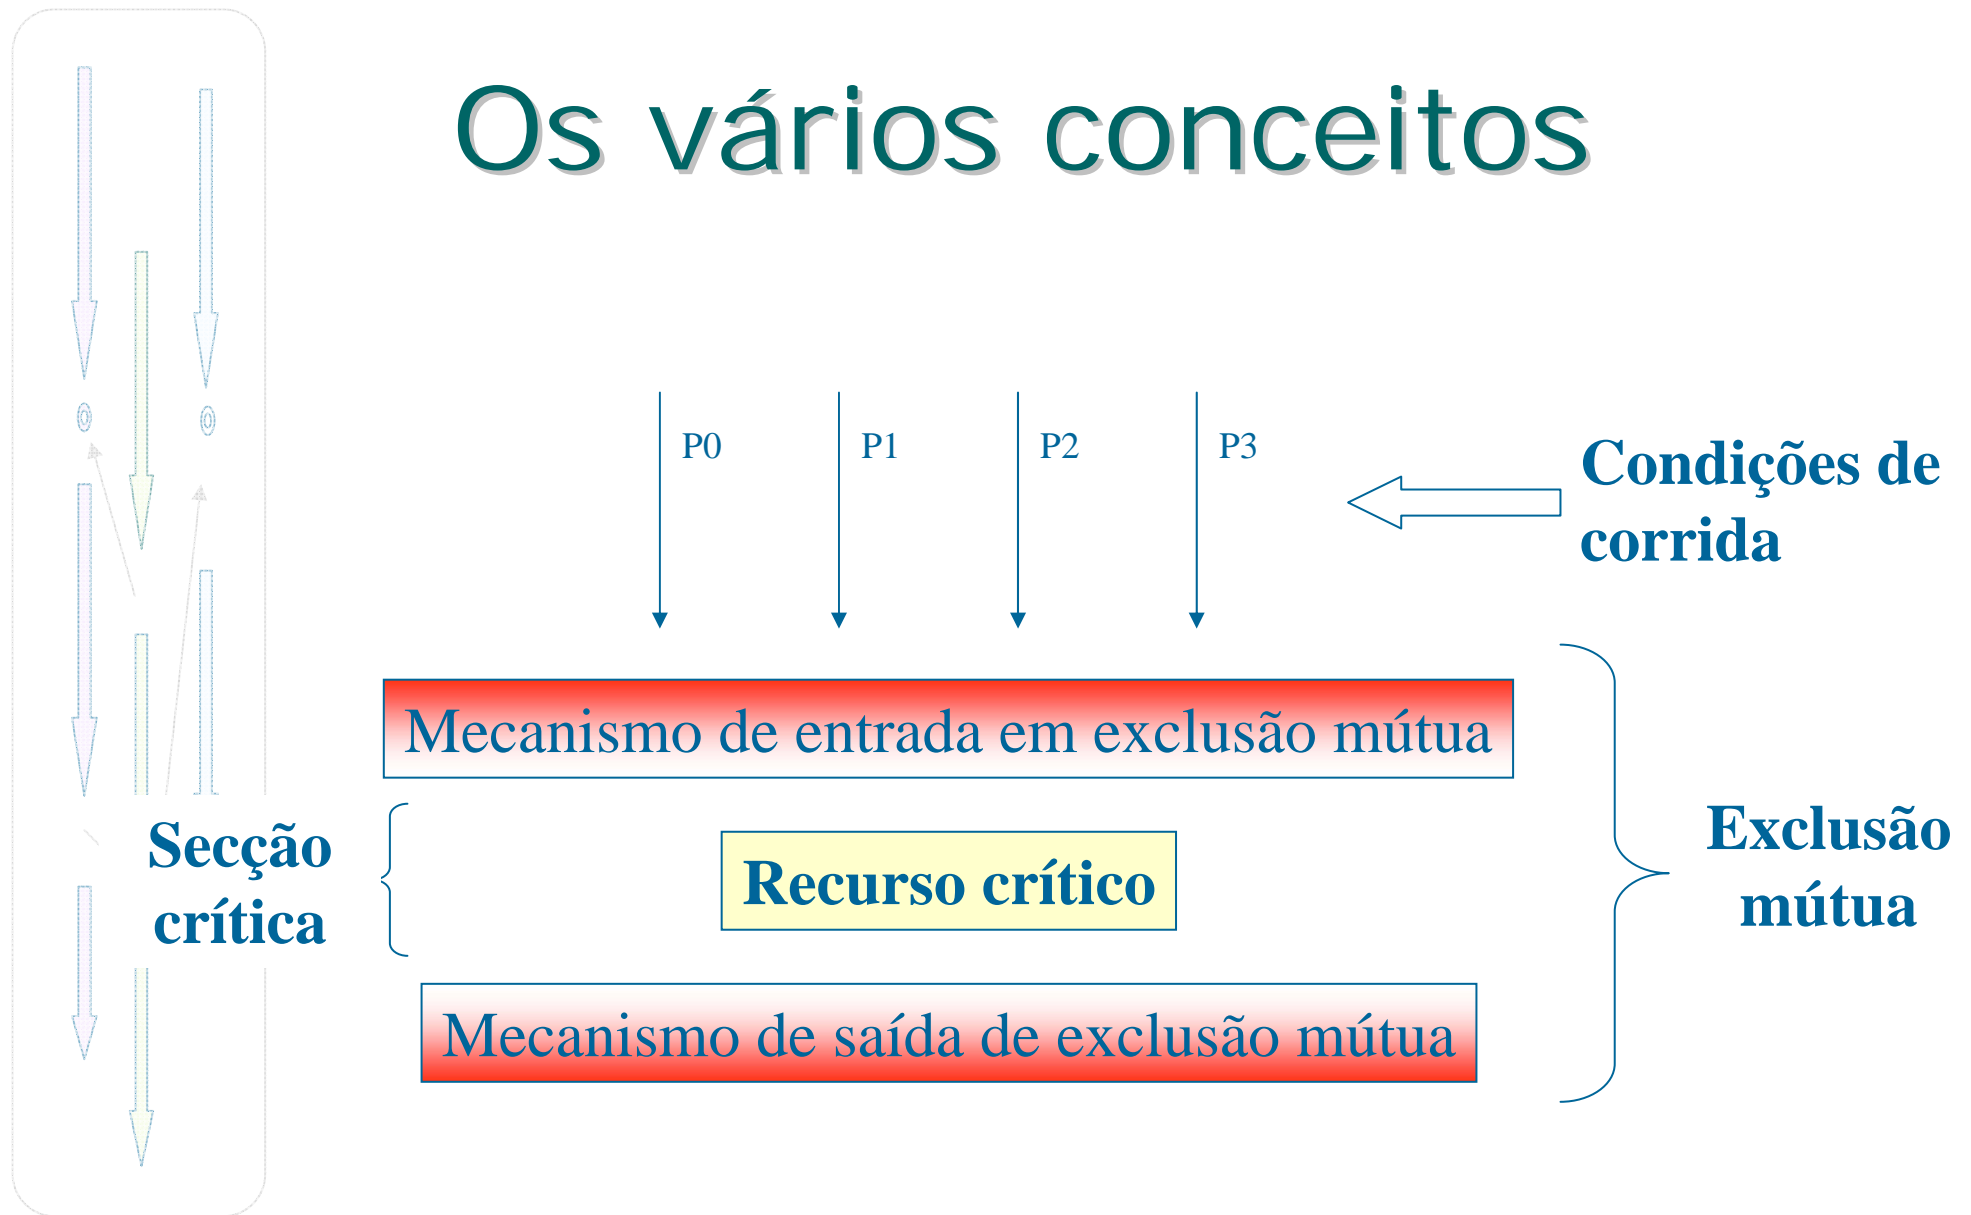 Os vários conceitos
P0 P1 P2 P3
Condições de
corrida
Mecanismo de entrada em exclusão mútua
Secção
crítica
Recurso crítico
Exclusão
mútua
Mecanismo de saída de exclusão mútua